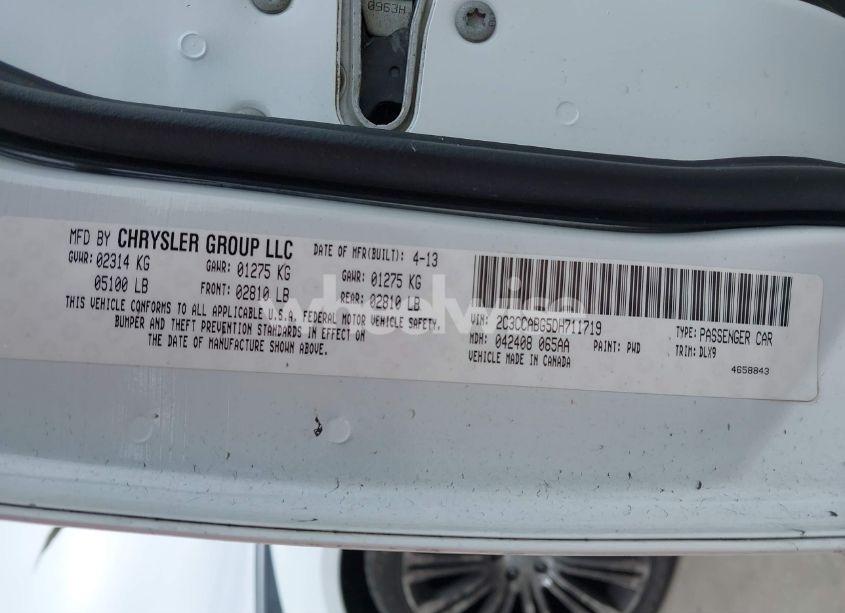 0963H
MFD BY CHRYSLER GROUP LLC DATE OF MFR(BUILT): 4-13
GVWR: 02314 KG GAWR: 01275 KG GAWR: 01275 KG
05100 LB FRONT: 02810 LB REAR: 02810 LB
THIS VEHICLE CONFORMS TO ALL APPLICABLE U.S.A. FEDERAL MOTOR VEHICLE SAFETY,
BUMPER AND THEFT PREVENTION STANDARDS IN EFFECT ON
THE DATE OF MANUFACTURE SHOWN ABOVE.
VIN: 2C3CCABG5DH711719 TYPE: PASSENGER CAR
MDH: 042408 065AA PAINT: PWD TRIM: DLX9
VEHICLE MADE IN CANADA 4658843
wheelwise